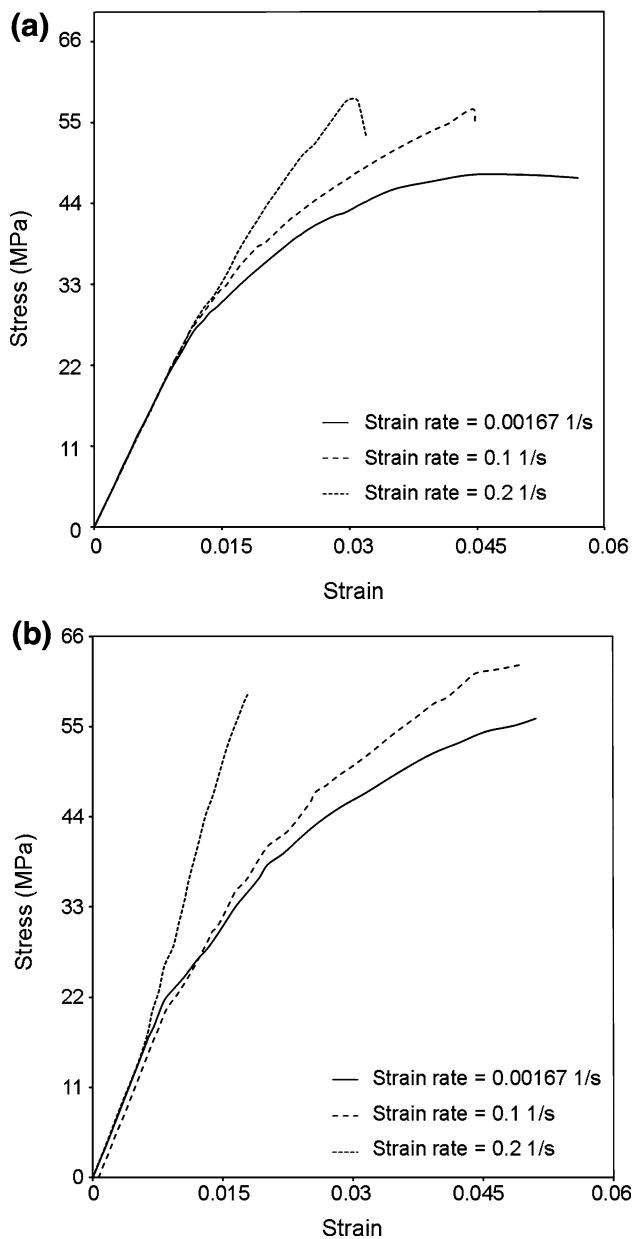 (a)
66
55
44
33
22
11
0
Stress (MPa)
Strain rate = 0.00167 1/s
Strain rate = 0.1 1/s
Strain rate = 0.2 1/s
0 0.015 0.03 0.045 0.06
Strain
(b)
66
55
44
33
22
11
0
Stress (MPa)
Strain rate = 0.00167 1/s
Strain rate = 0.1 1/s
Strain rate = 0.2 1/s
0 0.015 0.03 0.045 0.06
Strain